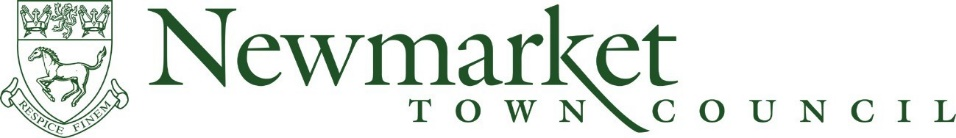 Newmarket
TOWN COUNCIL
RESPICE FINEM